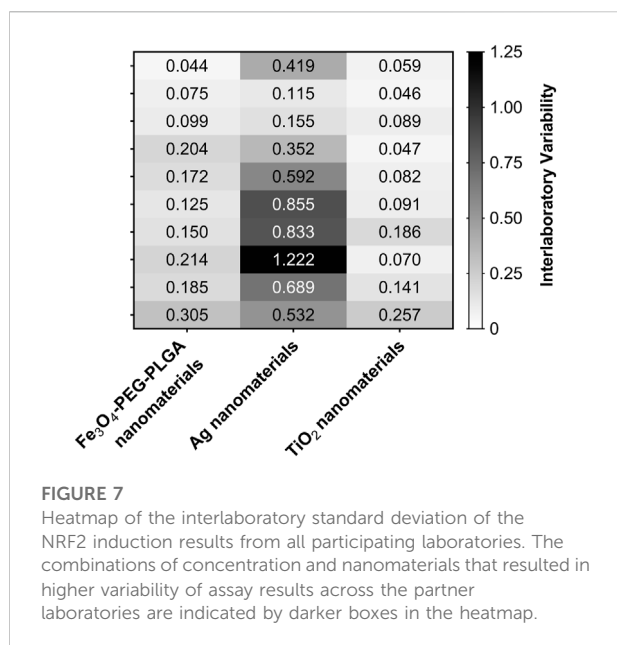 0.044 0.419 0.059
0.075 0.115 0.046
0.099 0.155 0.089
0.204 0.352 0.047
0.172 0.592 0.082
0.125 0.855 0.091
0.150 0.833 0.186
0.214 1.222 0.070
0.185 0.689 0.141
0.305 0.532 0.257
Fe₃O₄-PEG-PLGA
nanomaterials
Ag nanomaterials
TiO₂ nanomaterials
1.25
1.00
0.75
0.50
0.25
0
Interlaboratory Variability
FIGURE 7
Heatmap of the interlaboratory standard deviation of the
NRF2 induction results from all participating laboratories. The
combinations of concentration and nanomaterials that resulted in
higher variability of assay results across the partner
laboratories are indicated by darker boxes in the heatmap.